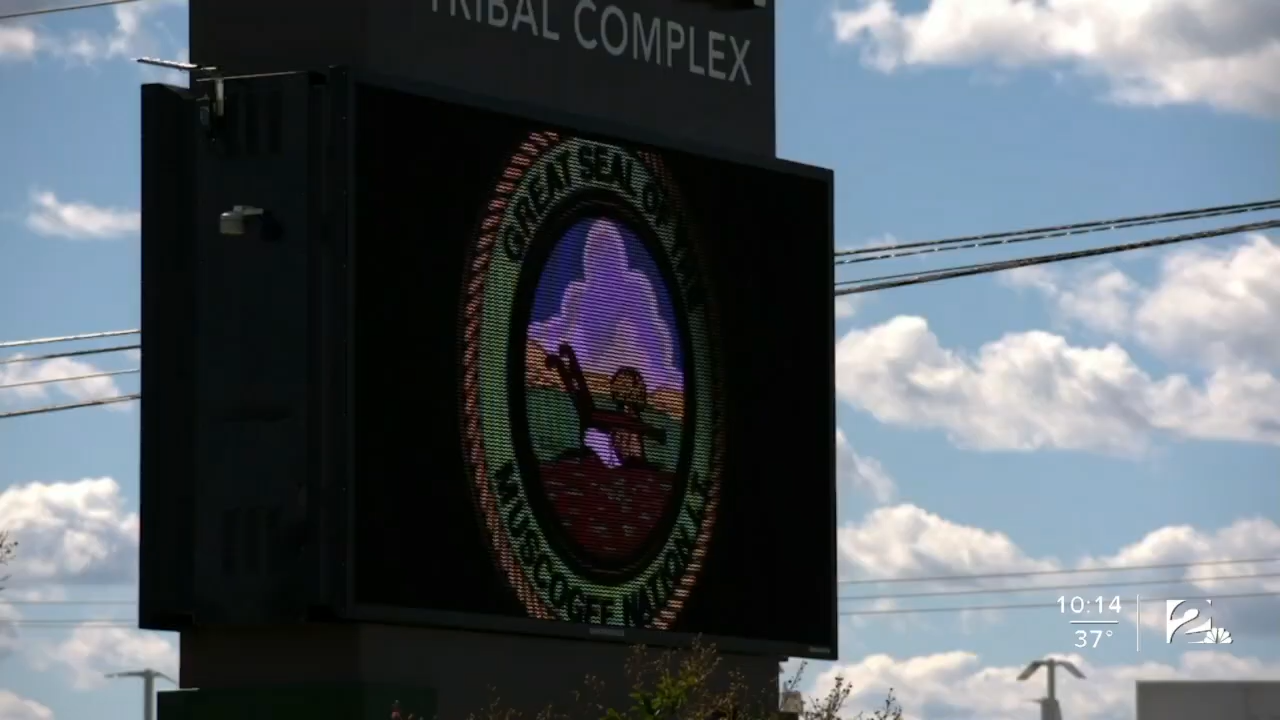 TRIBAL COMPLEX
GREAT SEAL OF THE
MUSCOGEE NATION
10:14
37°
2